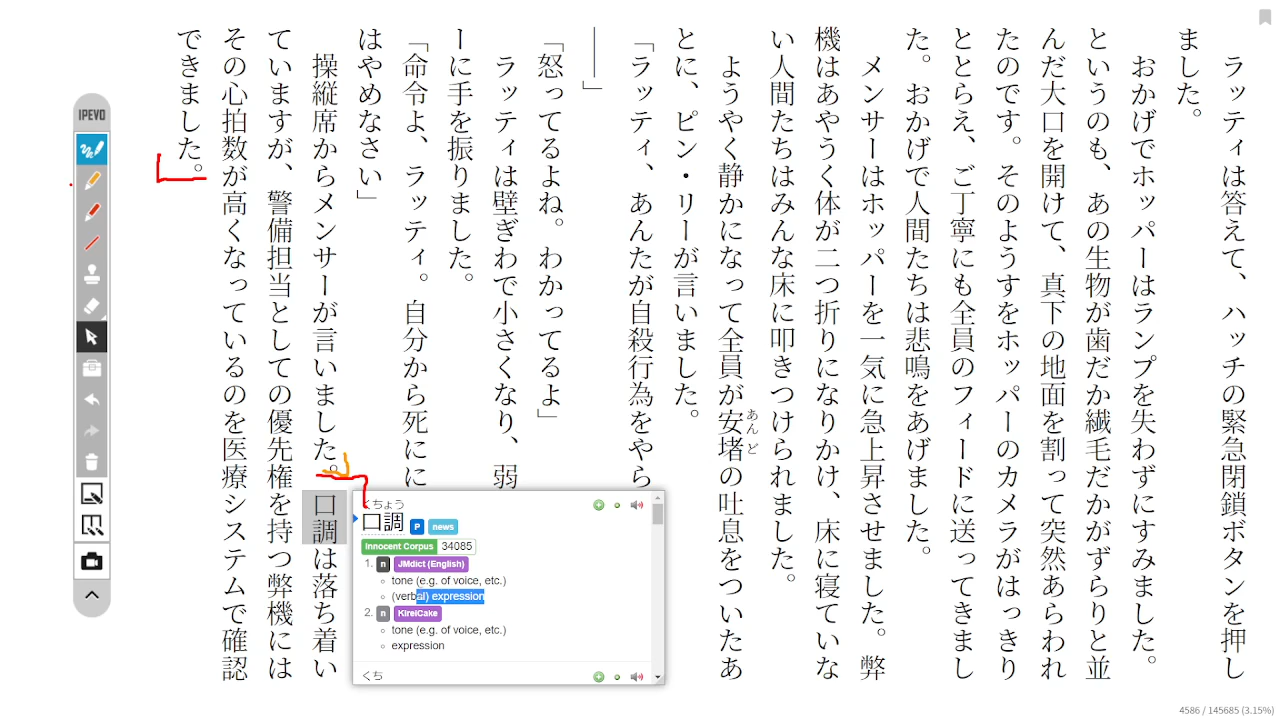 ラッティは答えて、ハッチの緊急閉鎖ボタンを押し
ました。
おかげでホッパーはランプを失わずにすみました。
というのも、あの生物が歯だか繊毛だかがずらりと並
んだ大口を開けて、真下の地面を割って突然あらわれ
たのです。そのようすをホッパーのカメラがはっきり
ととらえ、ご丁寧にも全員のフィードに送ってきまし
た。おかげで人間たちは悲鳴をあげました。
メンサーはホッパーを一気に急上昇させました。弊
機はあやうく体が二つ折りになりかけ、床に寝ていな
い人間たちはみんな床に叩きつけられました。
ようやく静かになって全員が安堵の吐息をついたあ
あんど
とに、ピン・リーが言いました。
「ラッティ、あんたが自殺行為をやら
――」
「怒ってるよね。わかってるよ」
ラッティは壁ぎわで小さくなり、弱
ーに手を振りました。
「命令よ、ラッティ。自分から死にに
はやめなさい」
操縦席からメンサーが言いました。口調は落ち着い
ていますが、警備担当としての優先権を持つ弊機には
その心拍数が高くなっているのを医療システムで確認
できました。
IPEVO
くちょう
口調 P news
Innocent Corpus 34085
1. n JMdict (English)
tone (e.g. of voice, etc.)
(verbal) expression
2. n KireiCake
tone (e.g. of voice, etc.)
expression
くち
4586 / 145685 (3.15%)